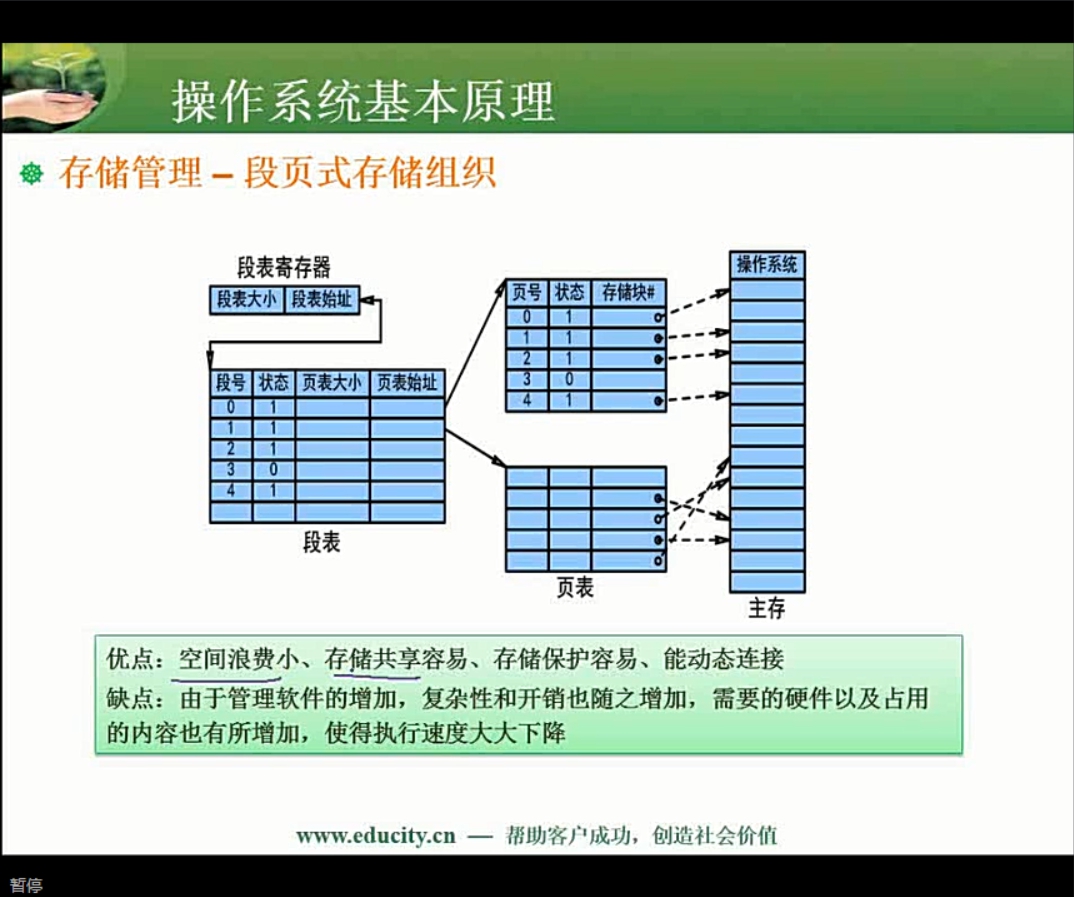 操作系统基本原理
存储管理 – 段页式存储组织
段表寄存器
段表大小 段表始址
段号 状态 页表大小 页表始址
0 1
1 1
2 1
3 0
4 1
段表
页号 状态 存储块#
0 1
1 1
2 1
3 0
4 1
页表
操作系统
主存
优点：空间浪费小、存储共享容易、存储保护容易、能动态连接
缺点：由于管理软件的增加，复杂性和开销也随之增加，需要的硬件以及占用
的内容也有所增加，使得执行速度大大下降
www.educity.cn — 帮助客户成功，创造社会价值
暂停